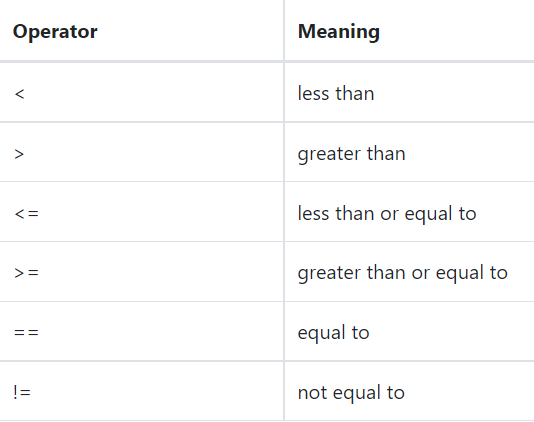 Operator Meaning
< less than
> greater than
<= less than or equal to
>= greater than or equal to
== equal to
!= not equal to